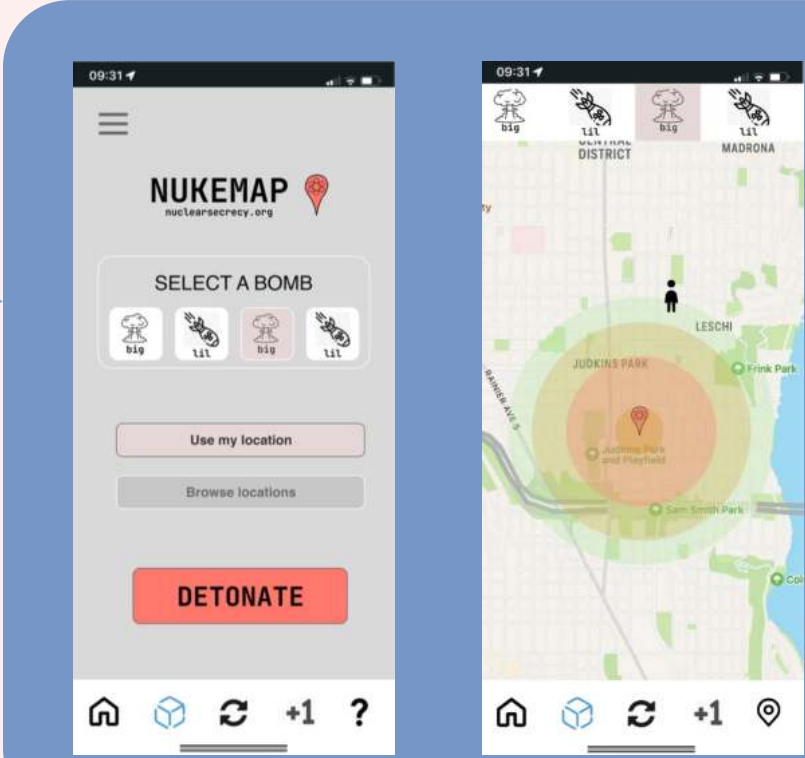 09:31
NUKEMAP
nuclearsecrecy.org
SELECT A BOMB
big
lil
big
lil
Use my location
Browse locations
DETONATE
+1
?
09:31
big
lil
big
lil
CENTRAL
DISTRICT
MADRONA
LESCHI
JUDKINS PARK
Frink Park
RAINIER AVE S
Judkins Park
and Playfield
Sam Smith Park
Col
+1